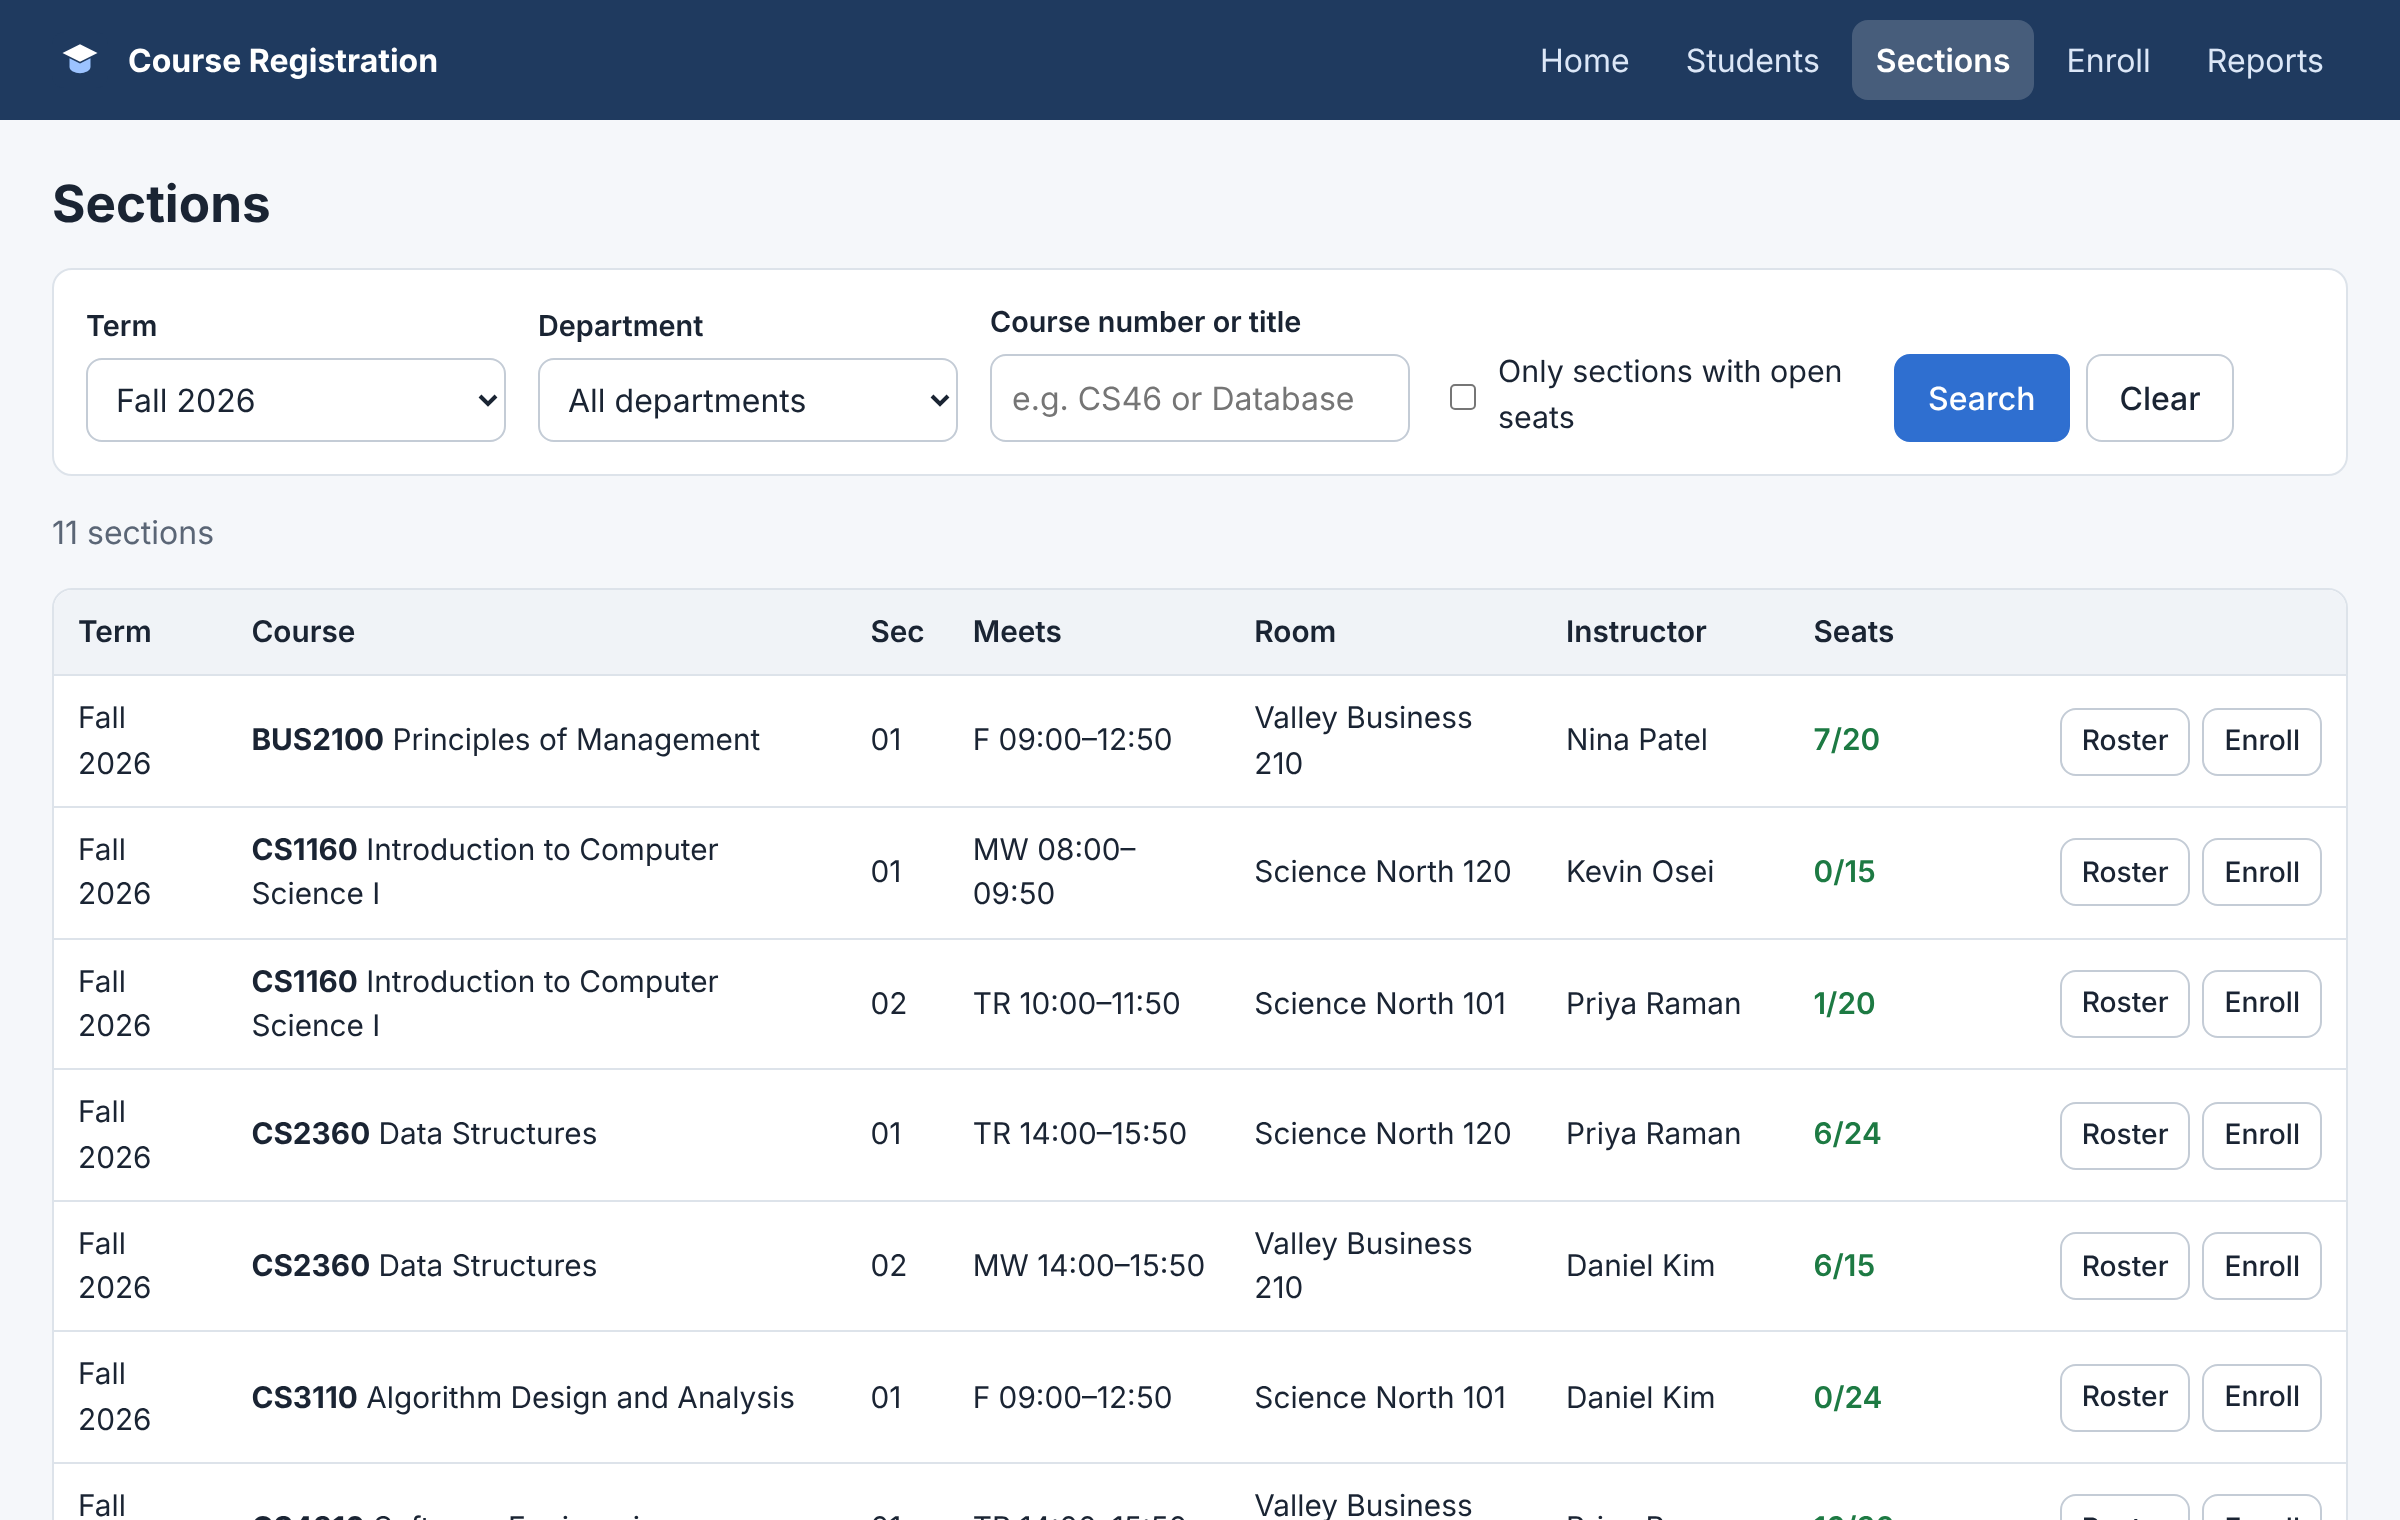 Course Registration
Home Students Sections Enroll Reports
Sections
Term Department Course number or title
Fall 2026 All departments e.g. CS46 or Database Only sections with open
seats Search Clear
11 sections
Term Course Sec Meets Room Instructor Seats
Fall
2026 BUS2100 Principles of Management 01 F 09:00–12:50 Valley Business
210 Nina Patel 7/20 Roster Enroll
Fall
2026 CS1160 Introduction to Computer
Science I 01 MW 08:00–
09:50 Science North 120 Kevin Osei 0/15 Roster Enroll
Fall
2026 CS1160 Introduction to Computer
Science I 02 TR 10:00–11:50 Science North 101 Priya Raman 1/20 Roster Enroll
Fall
2026 CS2360 Data Structures 01 TR 14:00–15:50 Science North 120 Priya Raman 6/24 Roster Enroll
Fall
2026 CS2360 Data Structures 02 MW 14:00–15:50 Valley Business
210 Daniel Kim 6/15 Roster Enroll
Fall
2026 CS3110 Algorithm Design and Analysis 01 F 09:00–12:50 Science North 101 Daniel Kim 0/24 Roster Enroll
Fall
Valley Business